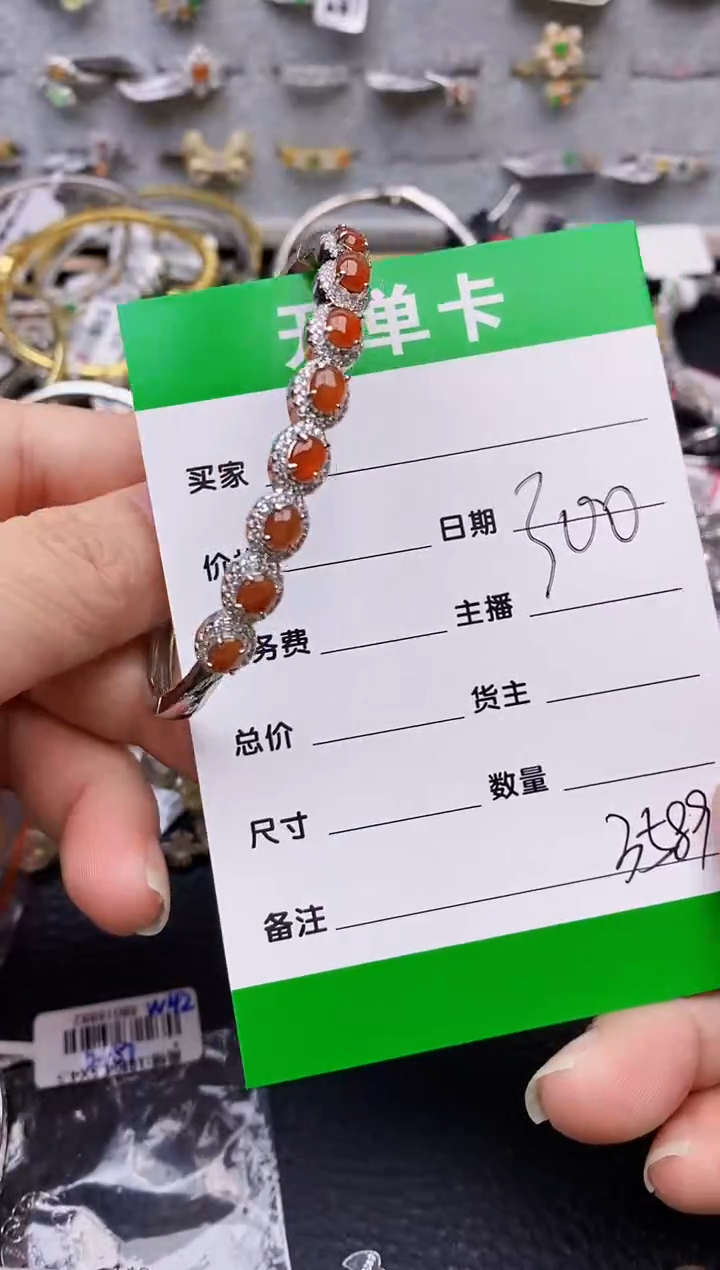 开单卡
买家
价 日期 300
务费 主播
总价 货主
尺寸 数量
3589
备注
W42